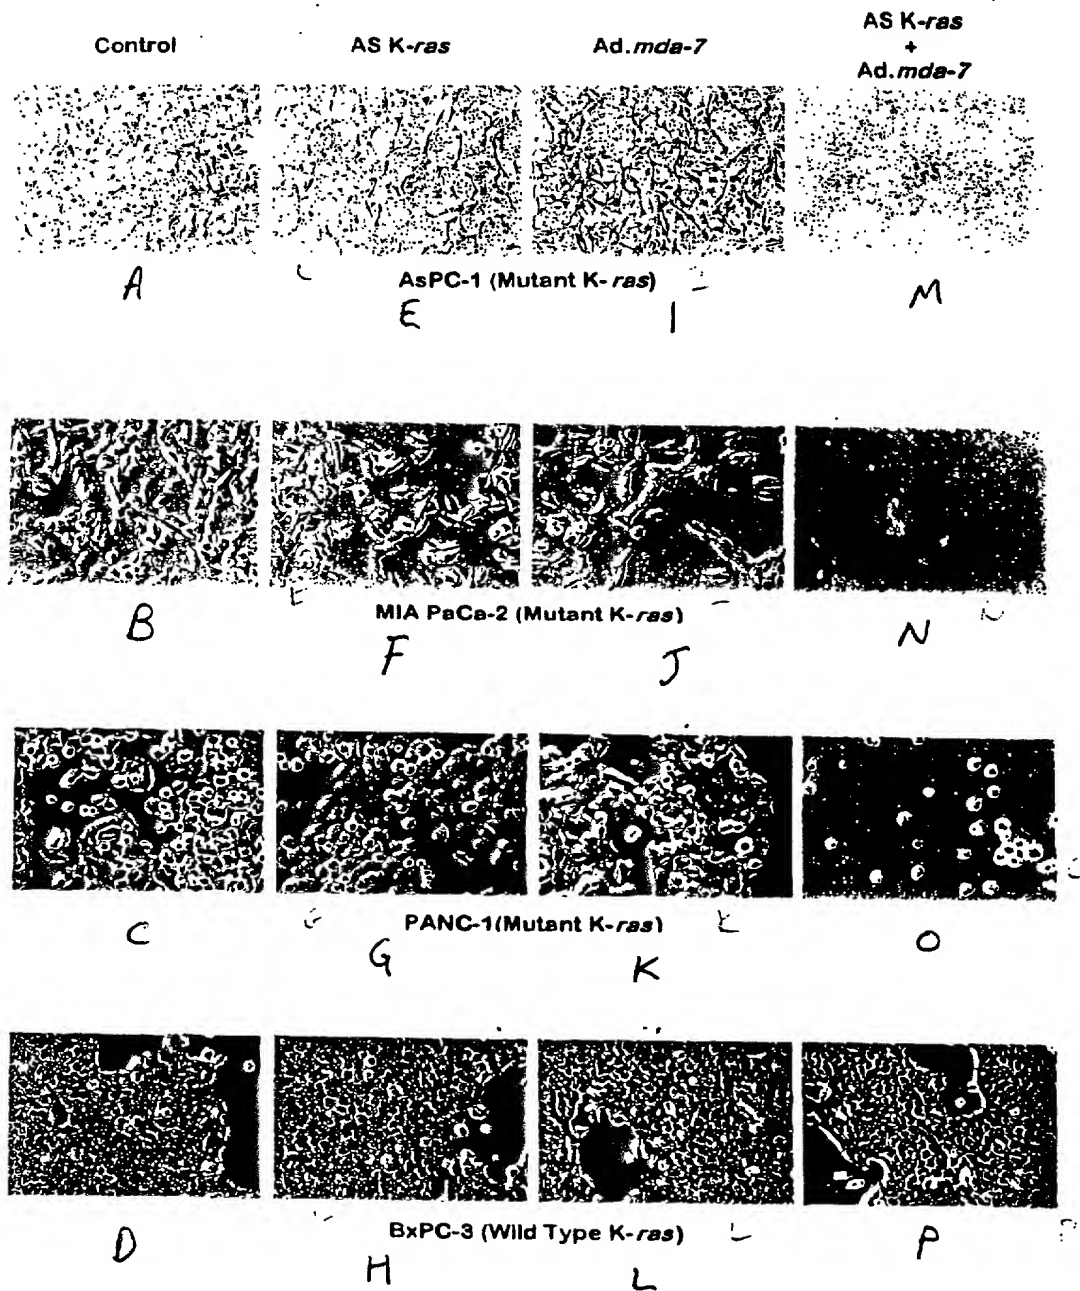 Control AS K-ras Ad.mda-7 AS K-ras
+
Ad.mda-7
A AsPC-1 (Mutant K-ras) M
E I
B MIA PaCa-2 (Mutant K-ras) N
F J
C PANC-1(Mutant K-ras) O
G K
D BxPC-3 (Wild Type K-ras) P
H L